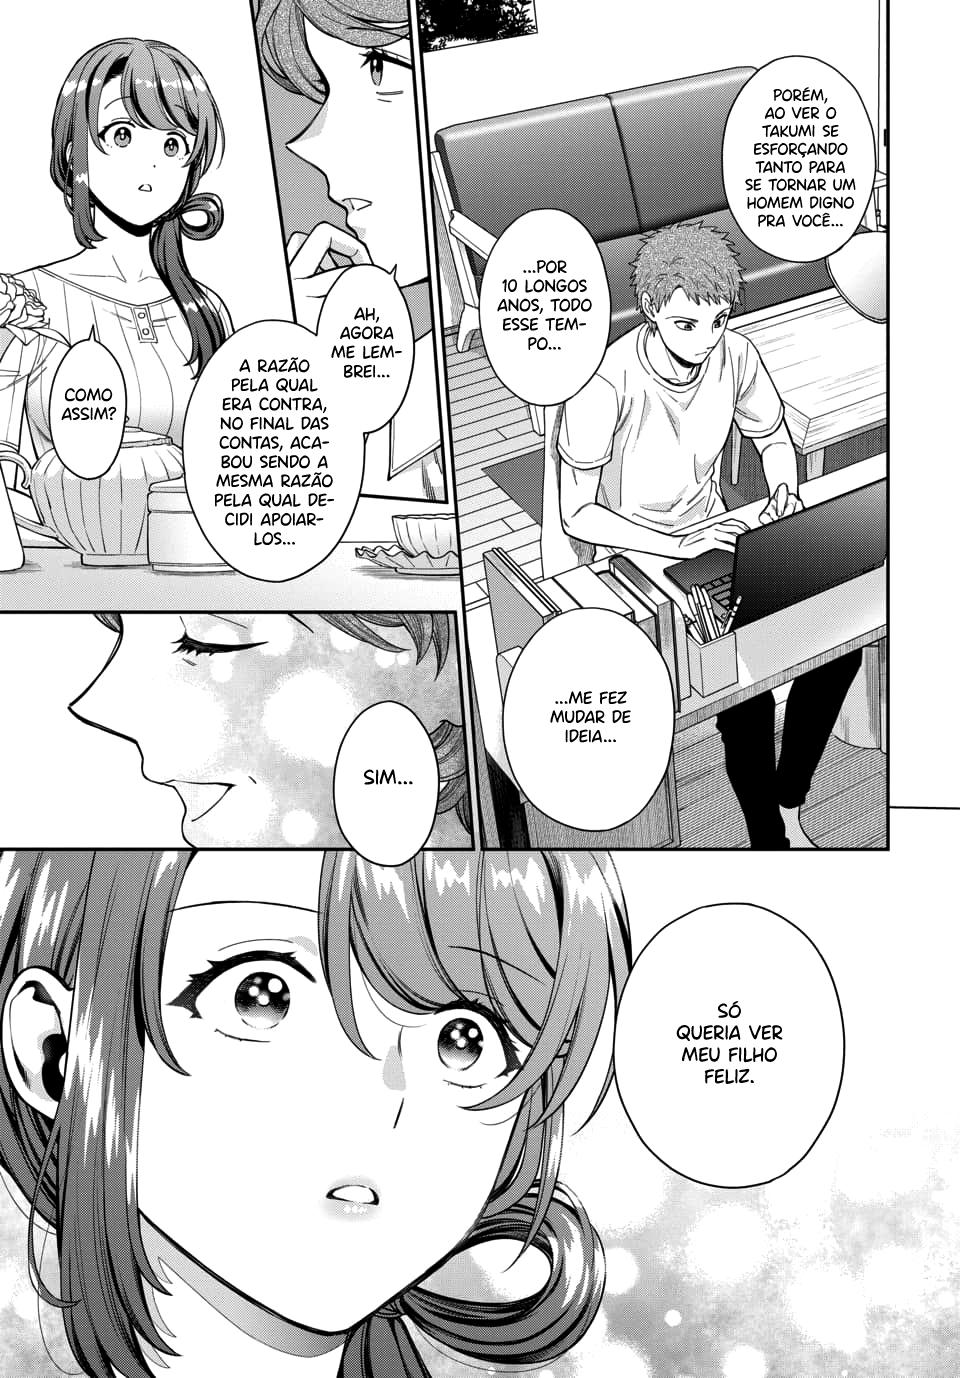 PORÉM,
AO VER O
TAKUMI SE
ESFORÇANDO
TANTO PARA
SE TORNAR UM
HOMEM DIGNO
PRA VOCÊ...
...POR
10 LONGOS
ANOS, TODO
ESSE TEM-
PO...
...ME FEZ
MUDAR DE
IDEIA...
AH,
AGORA
ME LEM-
BREI...
A RAZÃO
PELA QUAL
ERA CONTRA,
NO FINAL DAS
CONTAS, ACA-
BOU SENDO A
MESMA RAZÃO
PELA QUAL DE-
CIDI APOIAR-
LOS...
COMO
ASSIM?
SIM...
SÓ
QUERIA VER
MEU FILHO
FELIZ.